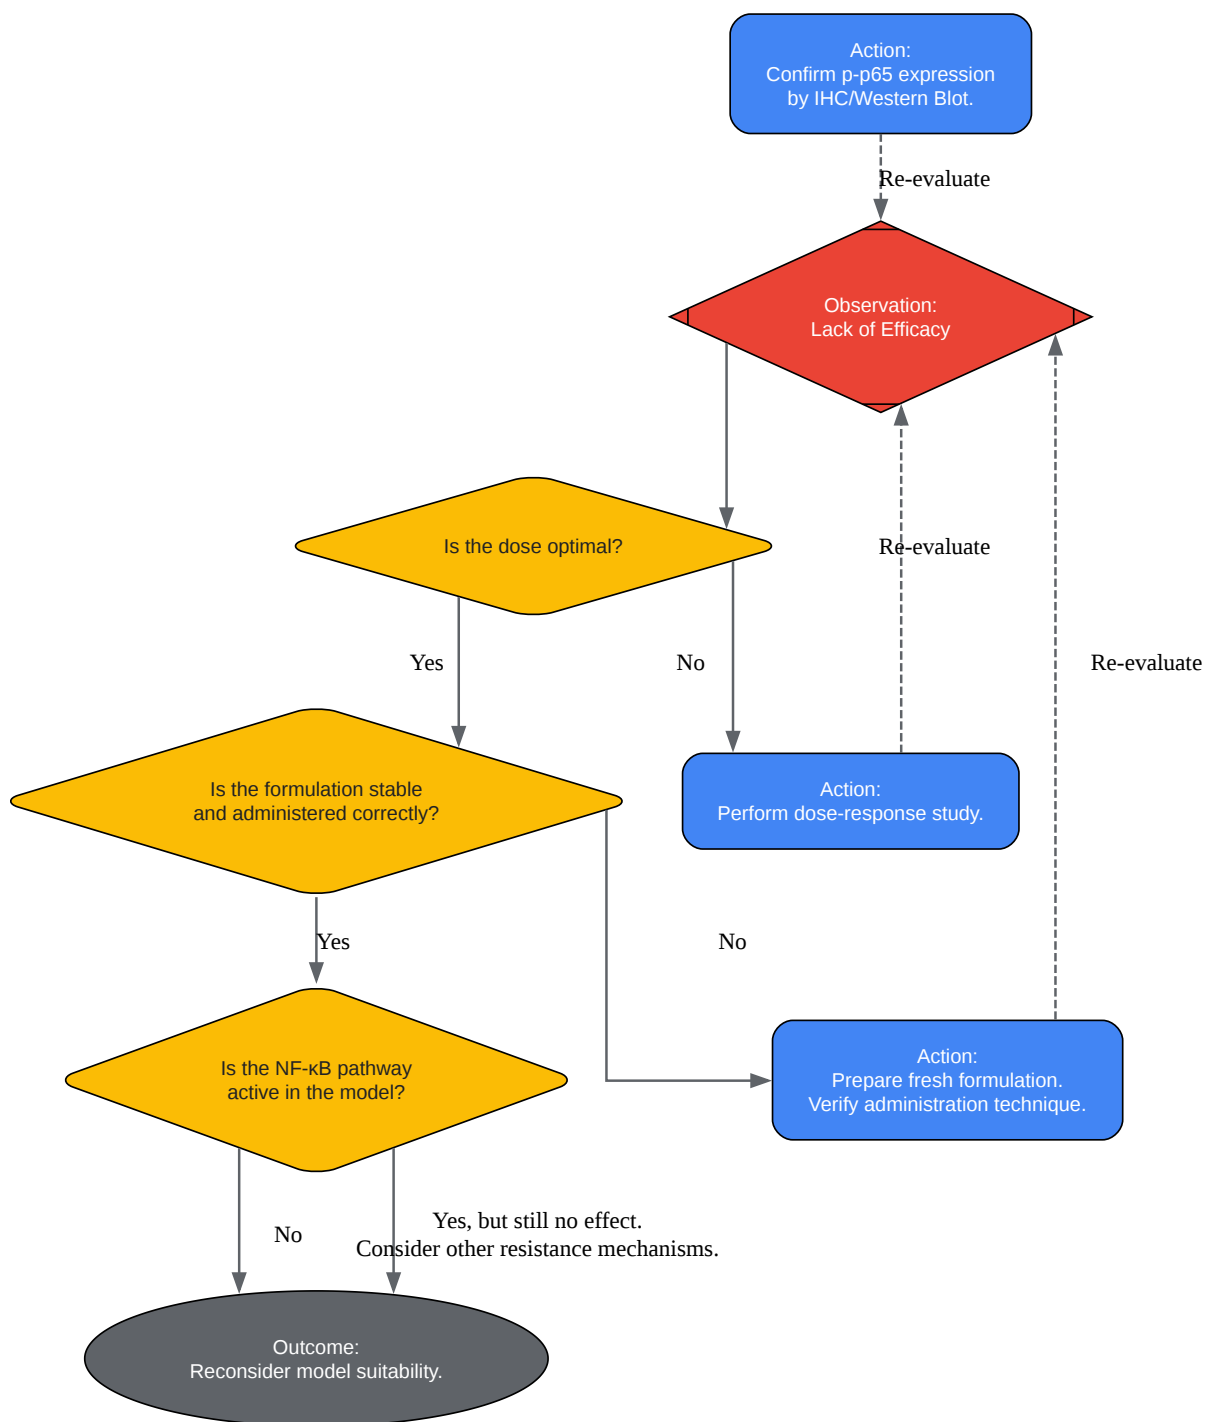 Action:
Confirm p-p65 expression
by IHC/Western Blot.
Re-evaluate
Observation:
Lack of Efficacy
Is the dose optimal?
Re-evaluate
Yes
No
Re-evaluate
Is the formulation stable
and administered correctly?
Action:
Perform dose-response study.
Yes
No
Is the NF-κB pathway
active in the model?
Action:
Prepare fresh formulation.
Verify administration technique.
No
Yes, but still no effect.
Consider other resistance mechanisms.
Outcome:
Reconsider model suitability.